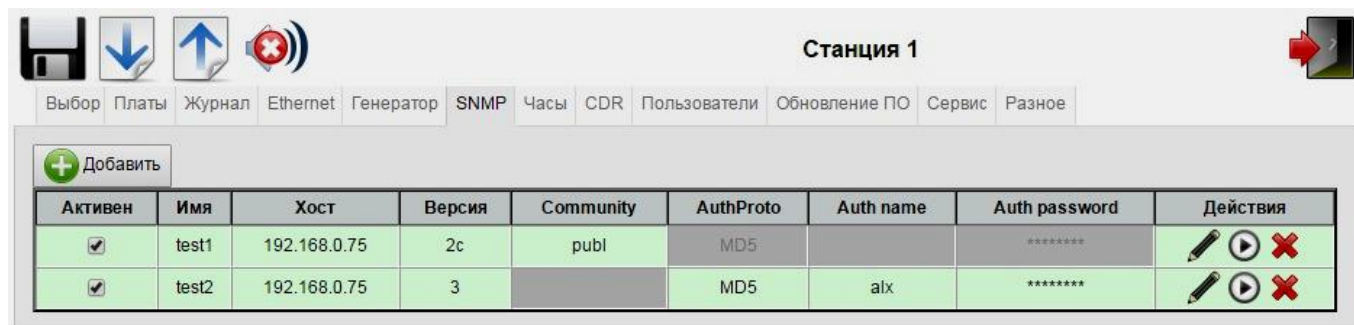 Станция 1
Выбор Платы Журнал Ethernet Генератор SNMP Часы CDR Пользователи Обновление ПО Сервис Разное
Добавить
Активен Имя Хост Версия Community AuthProto Auth name Auth password Действия
test1 192.168.0.75 2c publ MD5 ********
test2 192.168.0.75 3 MD5 alx ********